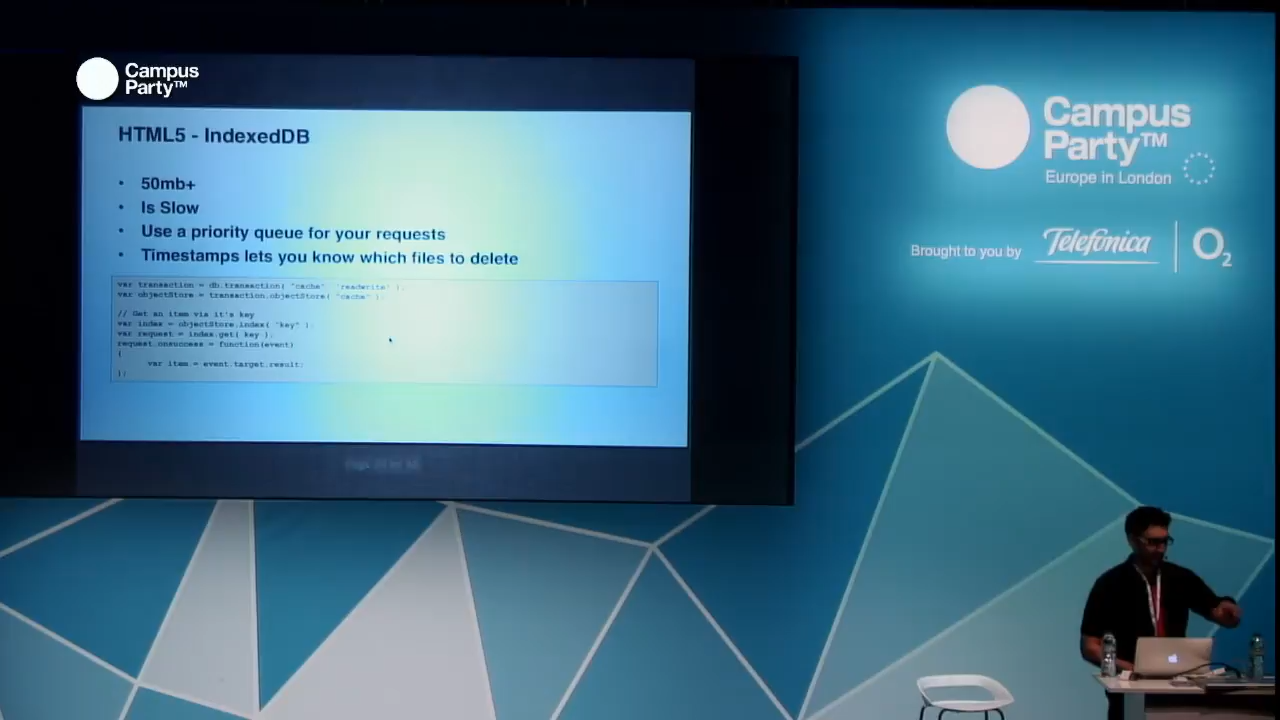 Campus
Party™
HTML5 - IndexedDB
• 50mb+
• Is Slow
• Use a priority queue for your requests
• Timestamps lets you know which files to delete
var transaction = db.transaction( "cache" 'readwrite' );
var objectStore = transaction.objectStore( "cache" );
// Get an item via it's key
var index = objectStore.index( "key" );
var request = index.get( key );
request.onsuccess = function(event)
{
var item = event.target.result;
};
Campus
Party™
Europe in London
Brought to you by Telefónica O2